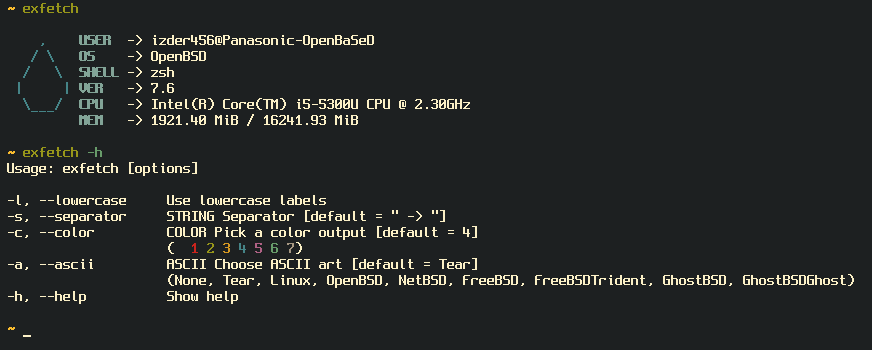 ~ exfetch
USER -> izder456@Panasonic-OpenBaSeD
OS -> OpenBSD
SHELL -> zsh
VER -> 7.6
CPU -> Intel(R) Core(TM) i5-5300U CPU @ 2.30GHz
MEM -> 1921.40 MiB / 16241.93 MiB
~ exfetch -h
Usage: exfetch [options]
-l, --lowercase     Use lowercase labels
-s, --separator     STRING Separator [default = " -> "]
-c, --color         COLOR Pick a color output [default = 4]
(  1 2 3 4 5 6 7)
-a, --ascii         ASCII Choose ASCII art [default = Tear]
(None, Tear, Linux, OpenBSD, NetBSD, FreeBSD, FreeBSDTrident, GhostBSD, GhostBSDGhost)
-h, --help          Show help
~ _